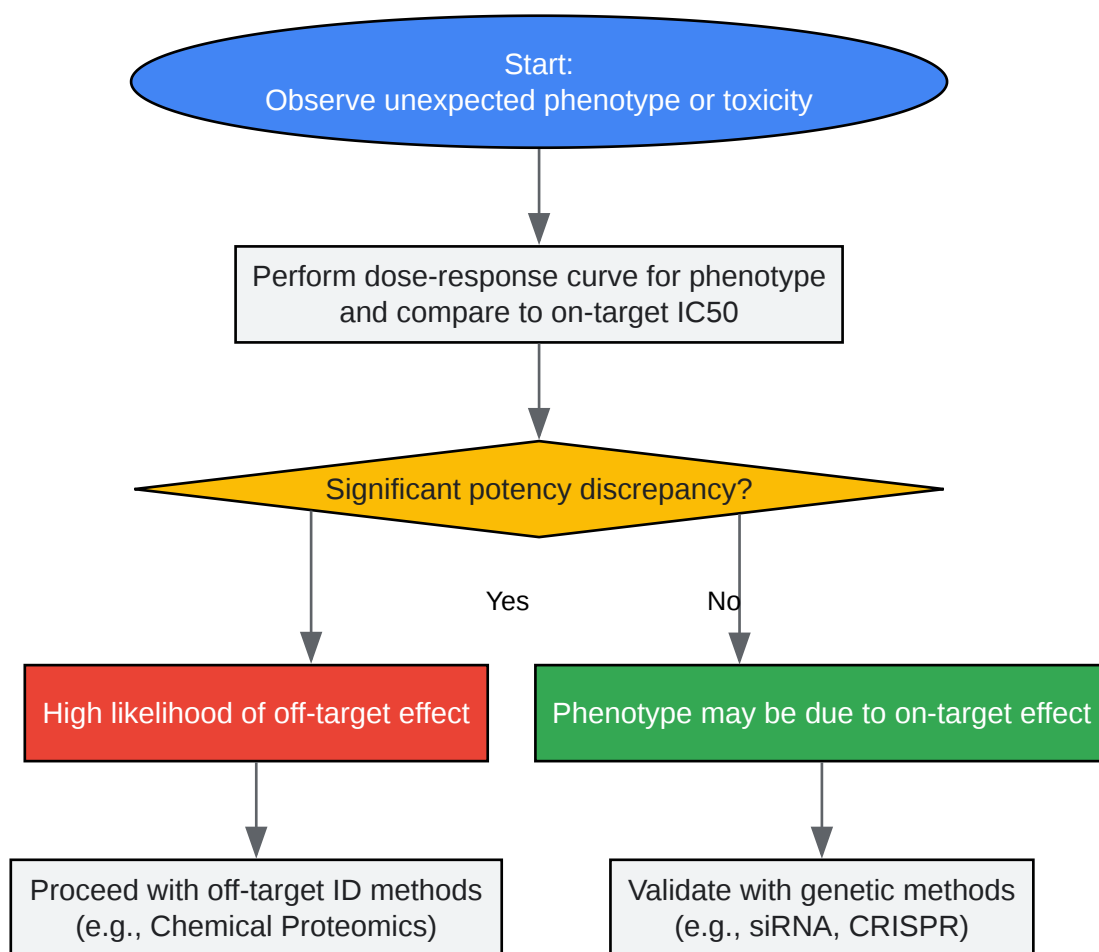 Start:
Observe unexpected phenotype or toxicity
Perform dose-response curve for phenotype
and compare to on-target IC50
Significant potency discrepancy?
Yes
No
High likelihood of off-target effect
Phenotype may be due to on-target effect
Proceed with off-target ID methods
(e.g., Chemical Proteomics)
Validate with genetic methods
(e.g., siRNA, CRISPR)